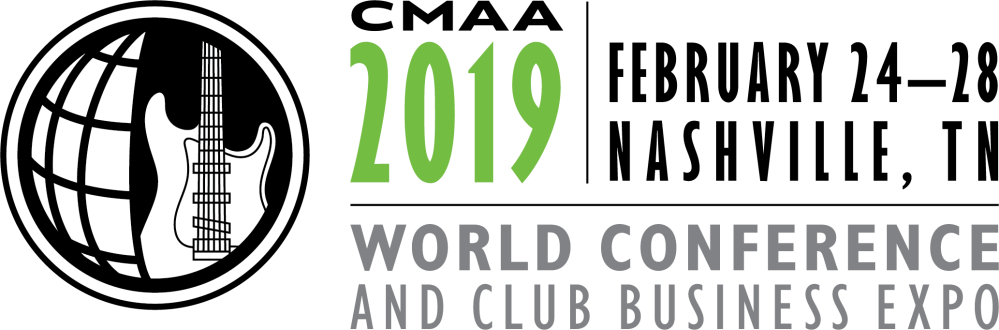 CMAA
2019
FEBRUARY 24–28
NASHVILLE, TN
WORLD CONFERENCE
AND CLUB BUSINESS EXPO